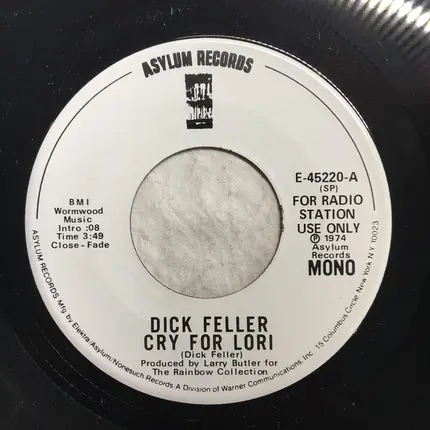 ASYLUM RECORDS
BMI
Wormwood
Music
Intro :08
Time 3:49
Close - Fade
E-45220-A
(SP)
FOR RADIO
STATION
USE ONLY
Ⓟ 1974
Asylum
Records
MONO
DICK FELLER
CRY FOR LORI
(Dick Feller)
Produced by Larry Butler for
The Rainbow Collection
ASYLUM RECORDS Mfg by Elektra/Asylum/Nonesuch Records A Division of Warner Communications, Inc. 15 Columbus Circle, New York, N.Y. 10023